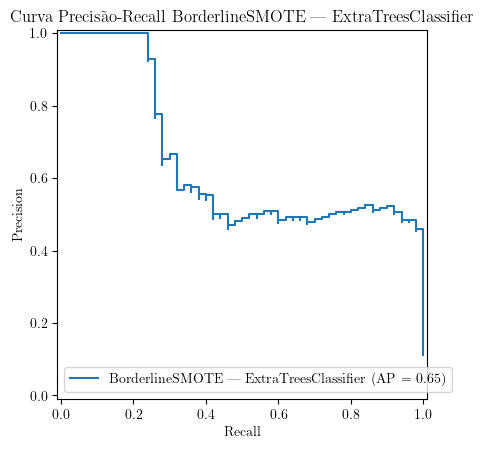 Curva Precisão-Recall BorderlineSMOTE — ExtraTreesClassifier
1.0
0.8
0.6
0.4
0.2
0.0
Precision
BorderlineSMOTE — ExtraTreesClassifier (AP = 0.65)
0.0 0.2 0.4 0.6 0.8 1.0
Recall